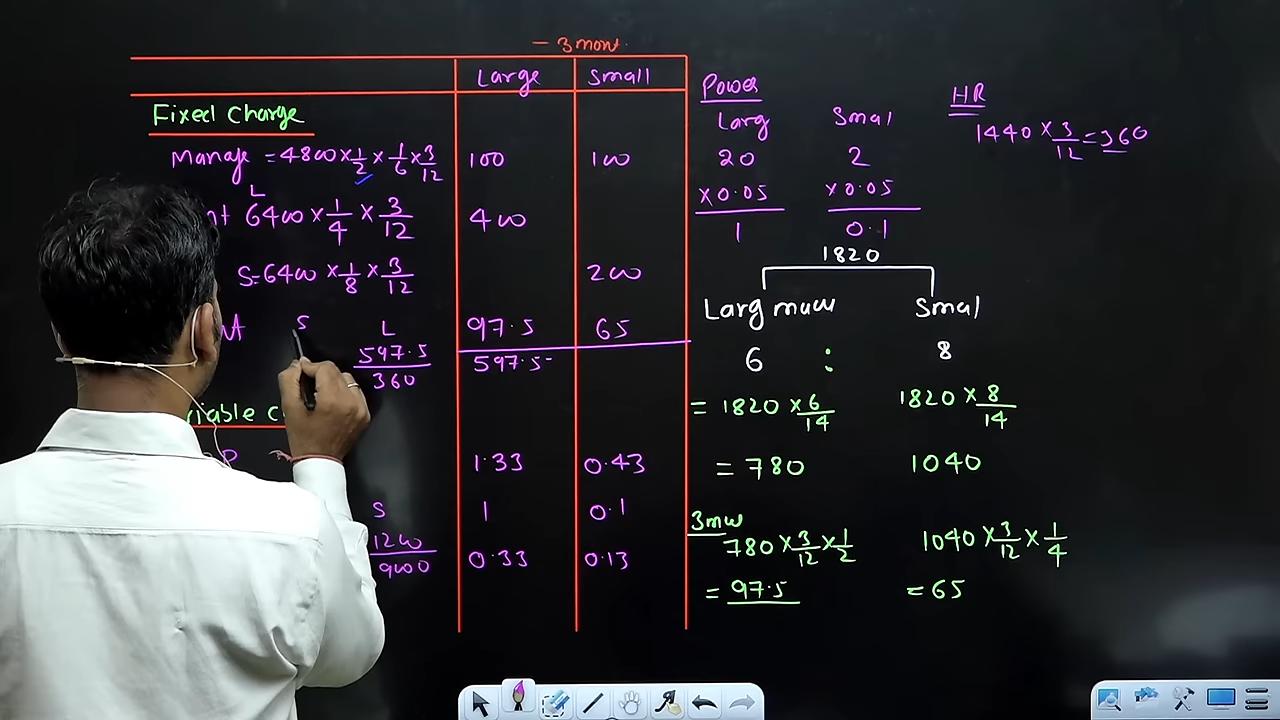 - 3 mont.
Large Small
Fixed Charge
Manage = 4800 × 1/2 × 1/6 × 3/12 100 100
L
nt 6400 × 1/4 × 3/12 400
S = 6400 × 1/8 × 3/12 200
S L 97.5 65
597.5/360 597.5
riable c
P 1.33 0.43
S 1 0.1
1200/9000 0.33 0.13
Power
Larg Smal
20 2
×0.05 ×0.05
1 0.1
HR
1440 × 3/12 = 360
1820
Larg Smal
6 : 8
= 1820 × 6/14 1820 × 8/14
= 780 1040
3mw
780 × 3/12 × 1/2 1040 × 3/12 × 1/4
= 97.5 = 65